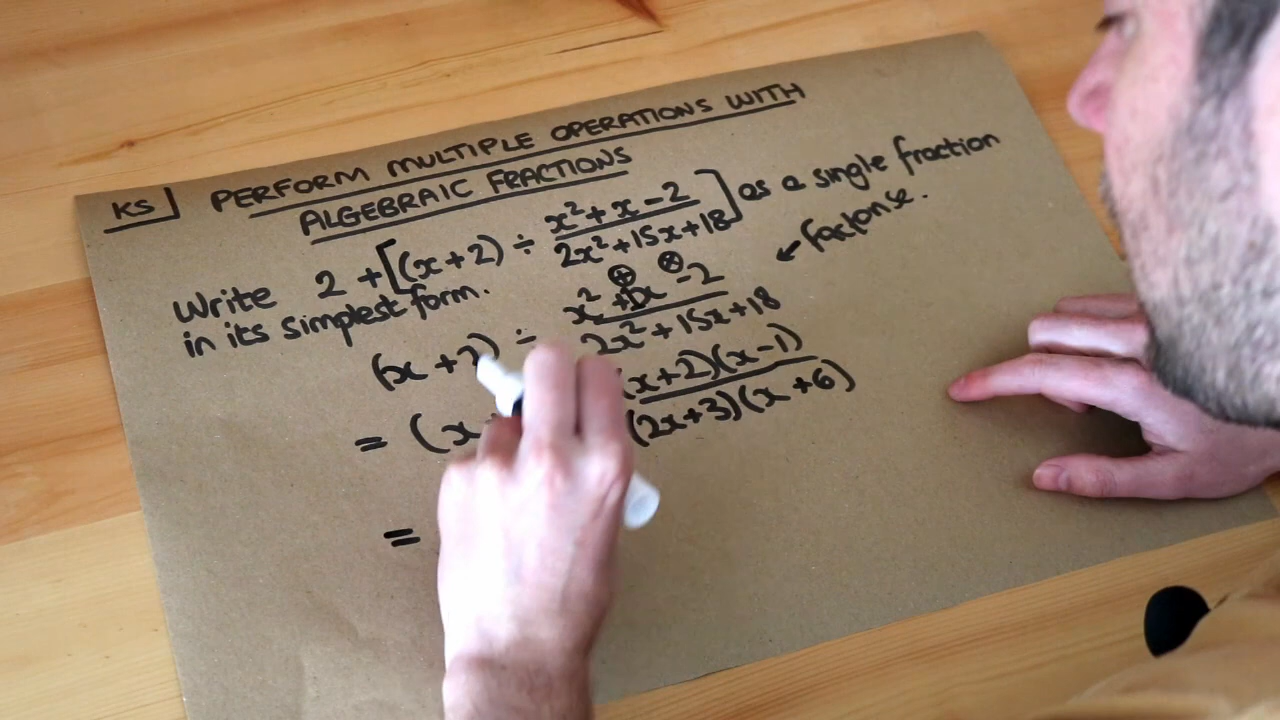 KS PERFORM MULTIPLE OPERATIONS WITH
ALGEBRAIC FRACTIONS
Write 2 + [(x+2) ÷ x² + x - 2 / 2x² + 15x + 18] as a single fraction
in its simplest form.
← factorise.
⊕ ⊗
(x + 2) ÷ x² + 1x - 2 / 2x² + 15x + 18
= (x (x+2)(x-1) / (2x+3)(x+6)
=